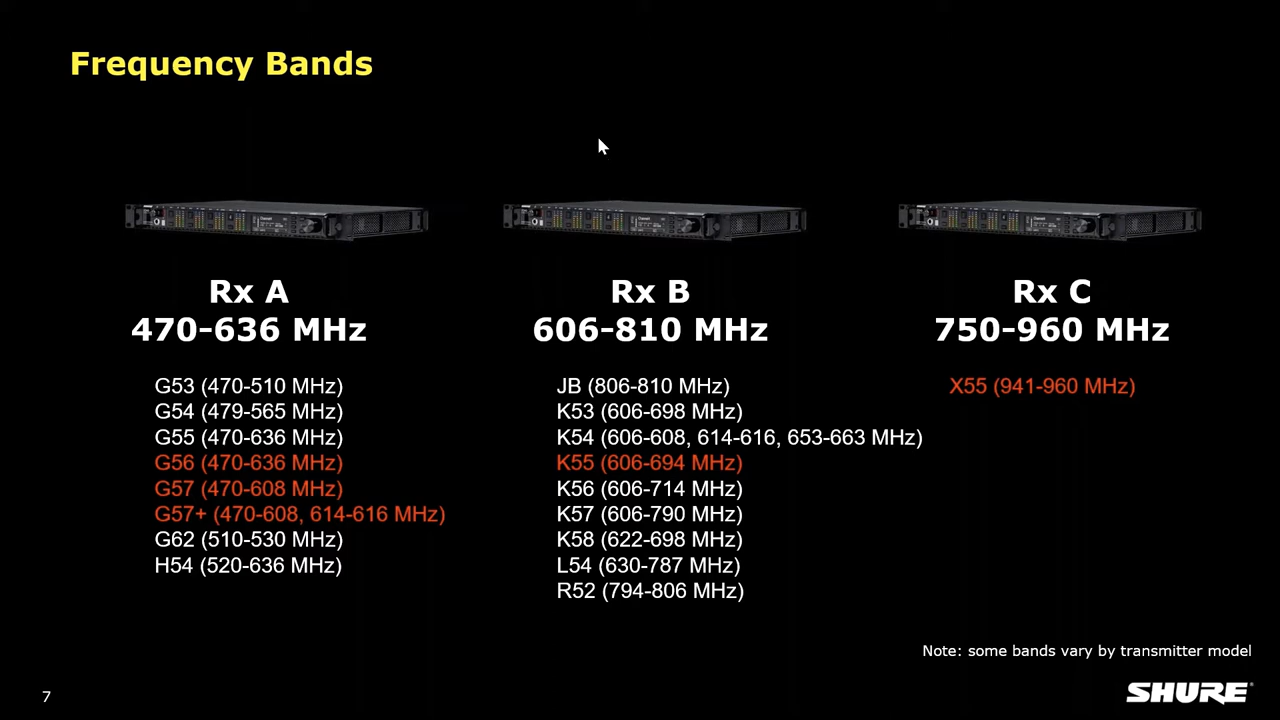 Frequency Bands
Rx A
470-636 MHz
G53 (470-510 MHz)
G54 (479-565 MHz)
G55 (470-636 MHz)
G56 (470-636 MHz)
G57 (470-608 MHz)
G57+ (470-608, 614-616 MHz)
G62 (510-530 MHz)
H54 (520-636 MHz)
Rx B
606-810 MHz
JB (806-810 MHz)
K53 (606-698 MHz)
K54 (606-608, 614-616, 653-663 MHz)
K55 (606-694 MHz)
K56 (606-714 MHz)
K57 (606-790 MHz)
K58 (622-698 MHz)
L54 (630-787 MHz)
R52 (794-806 MHz)
Rx C
750-960 MHz
X55 (941-960 MHz)
Note: some bands vary by transmitter model
7
SHURE